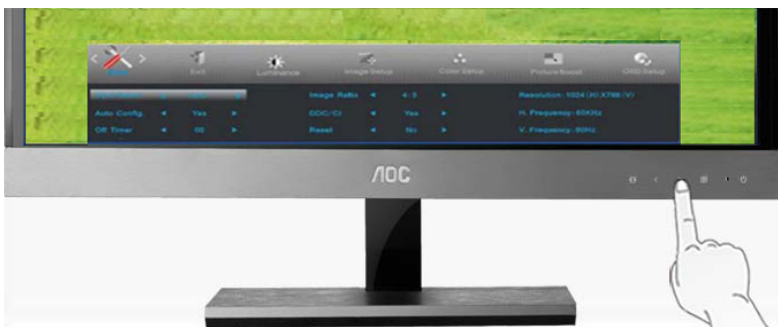 Extra Exit Luminance Image Setup Color Setup Picture Boost OSD Setup
Image Ratio 4:3 Resolution: 1024 (H) X768 (V)
Auto Config. Yes DDC/CI Yes H. Frequency: 60KHz
Off Timer 00 Reset No V. Frequency: 60Hz
AOC